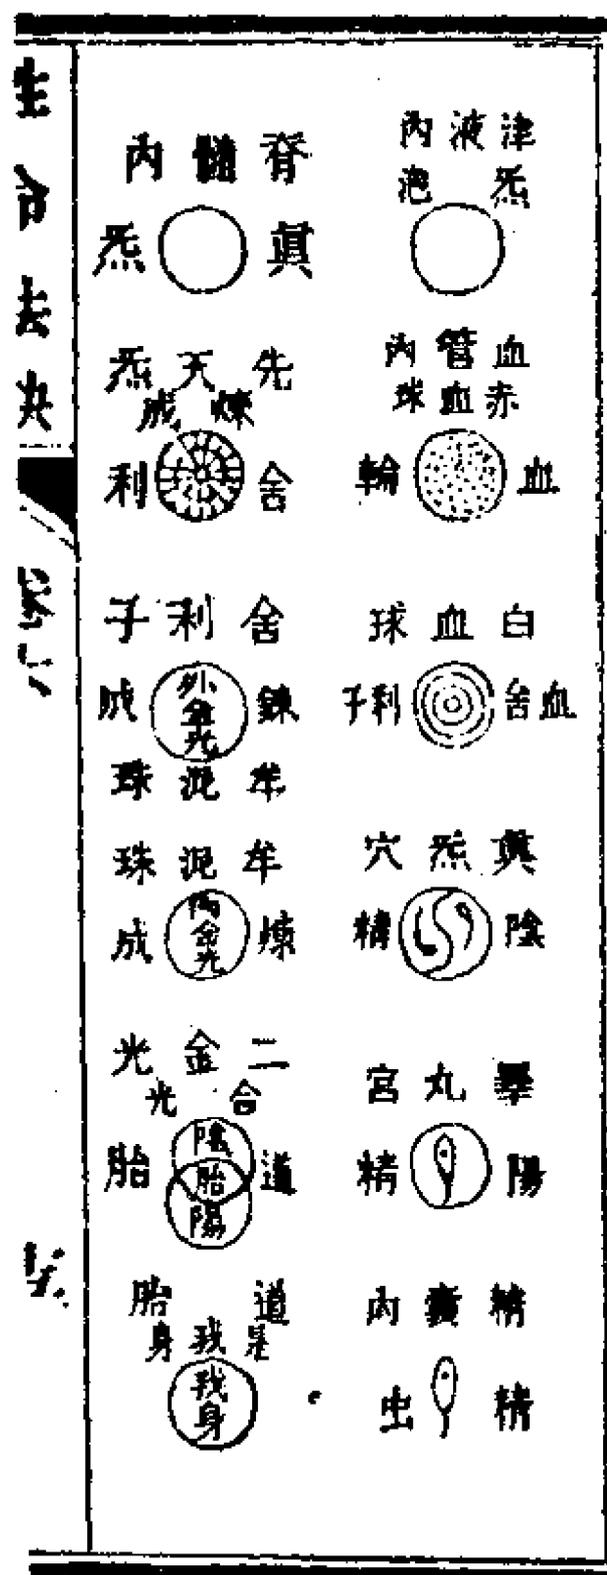 津液內
炁泡
血管內
赤血球
血輪
白血球
血舍利子
眞炁穴
陰精
睪丸宮
陽精
精囊內
精虫
脊髓內
眞炁
先天炁
煉成
舍利
舍利子
鍊成
外金光
牟泥珠
牟泥珠
煉成
內金光
二金光
合光
道胎
陰
胎
陽
道胎
是我身
我身